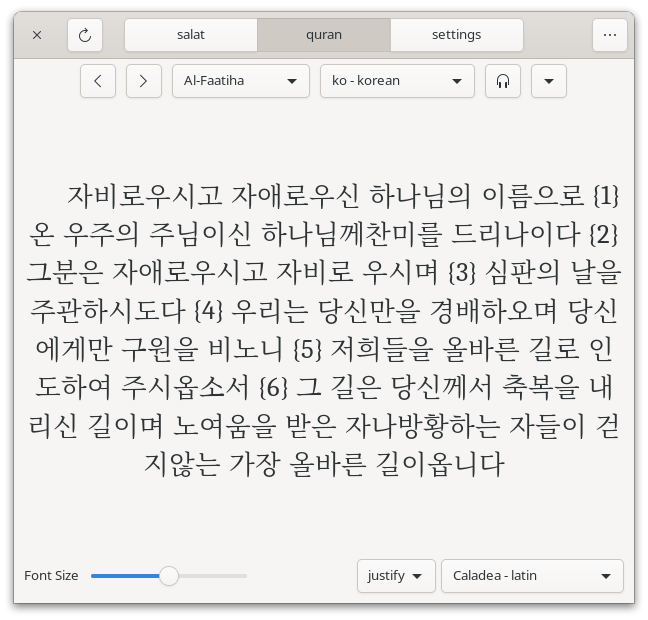 salat quran settings
Al-Faatiha ko - korean
자비로우시고 자애로우신 하나님의 이름으로 {1}
온 우주의 주님이신 하나님께찬미를 드리나이다 {2}
그분은 자애로우시고 자비로 우시며 {3} 심판의 날을
주관하시도다 {4} 우리는 당신만을 경배하오며 당신
에게만 구원을 비노니 {5} 저희들을 올바른 길로 인
도하여 주시옵소서 {6} 그 길은 당신께서 축복을 내
리신 길이며 노여움을 받은 자나방황하는 자들이 걷
지않는 가장 올바른 길이옵니다
Font Size justify Caladea - latin